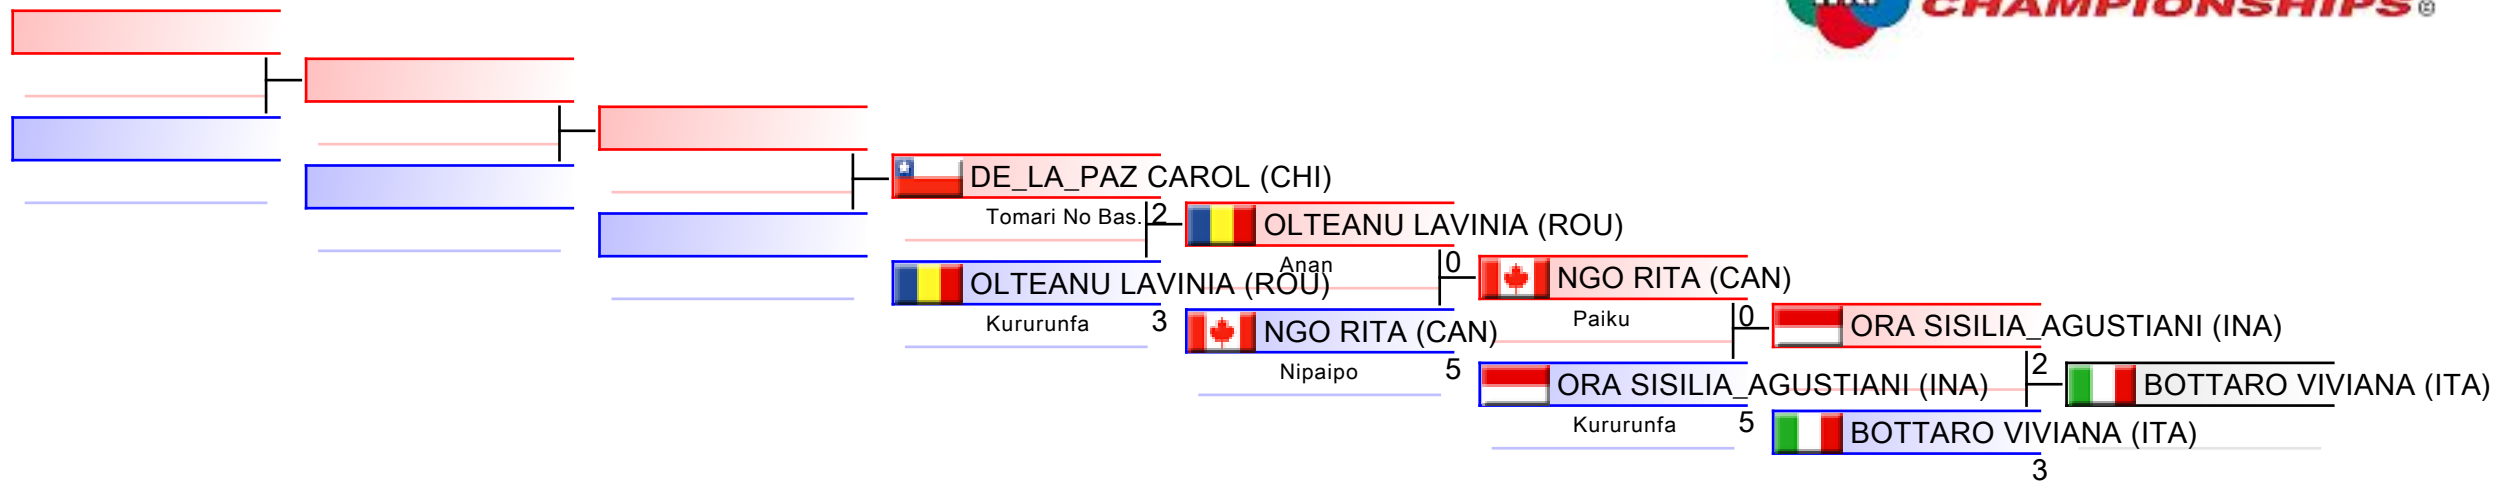 CHAMPIONSHIPS®
DE_LA_PAZ CAROL (CHI)
Tomari No Bas.
2
OLTEANU LAVINIA (ROU)
Kururunfa
3
OLTEANU LAVINIA (ROU)
Anan
0
NGO RITA (CAN)
Nipaipo
5
NGO RITA (CAN)
Paiku
0
ORA SISILIA_AGUSTIANI (INA)
Kururunfa
5
ORA SISILIA_AGUSTIANI (INA)
2
BOTTARO VIVIANA (ITA)
3
BOTTARO VIVIANA (ITA)